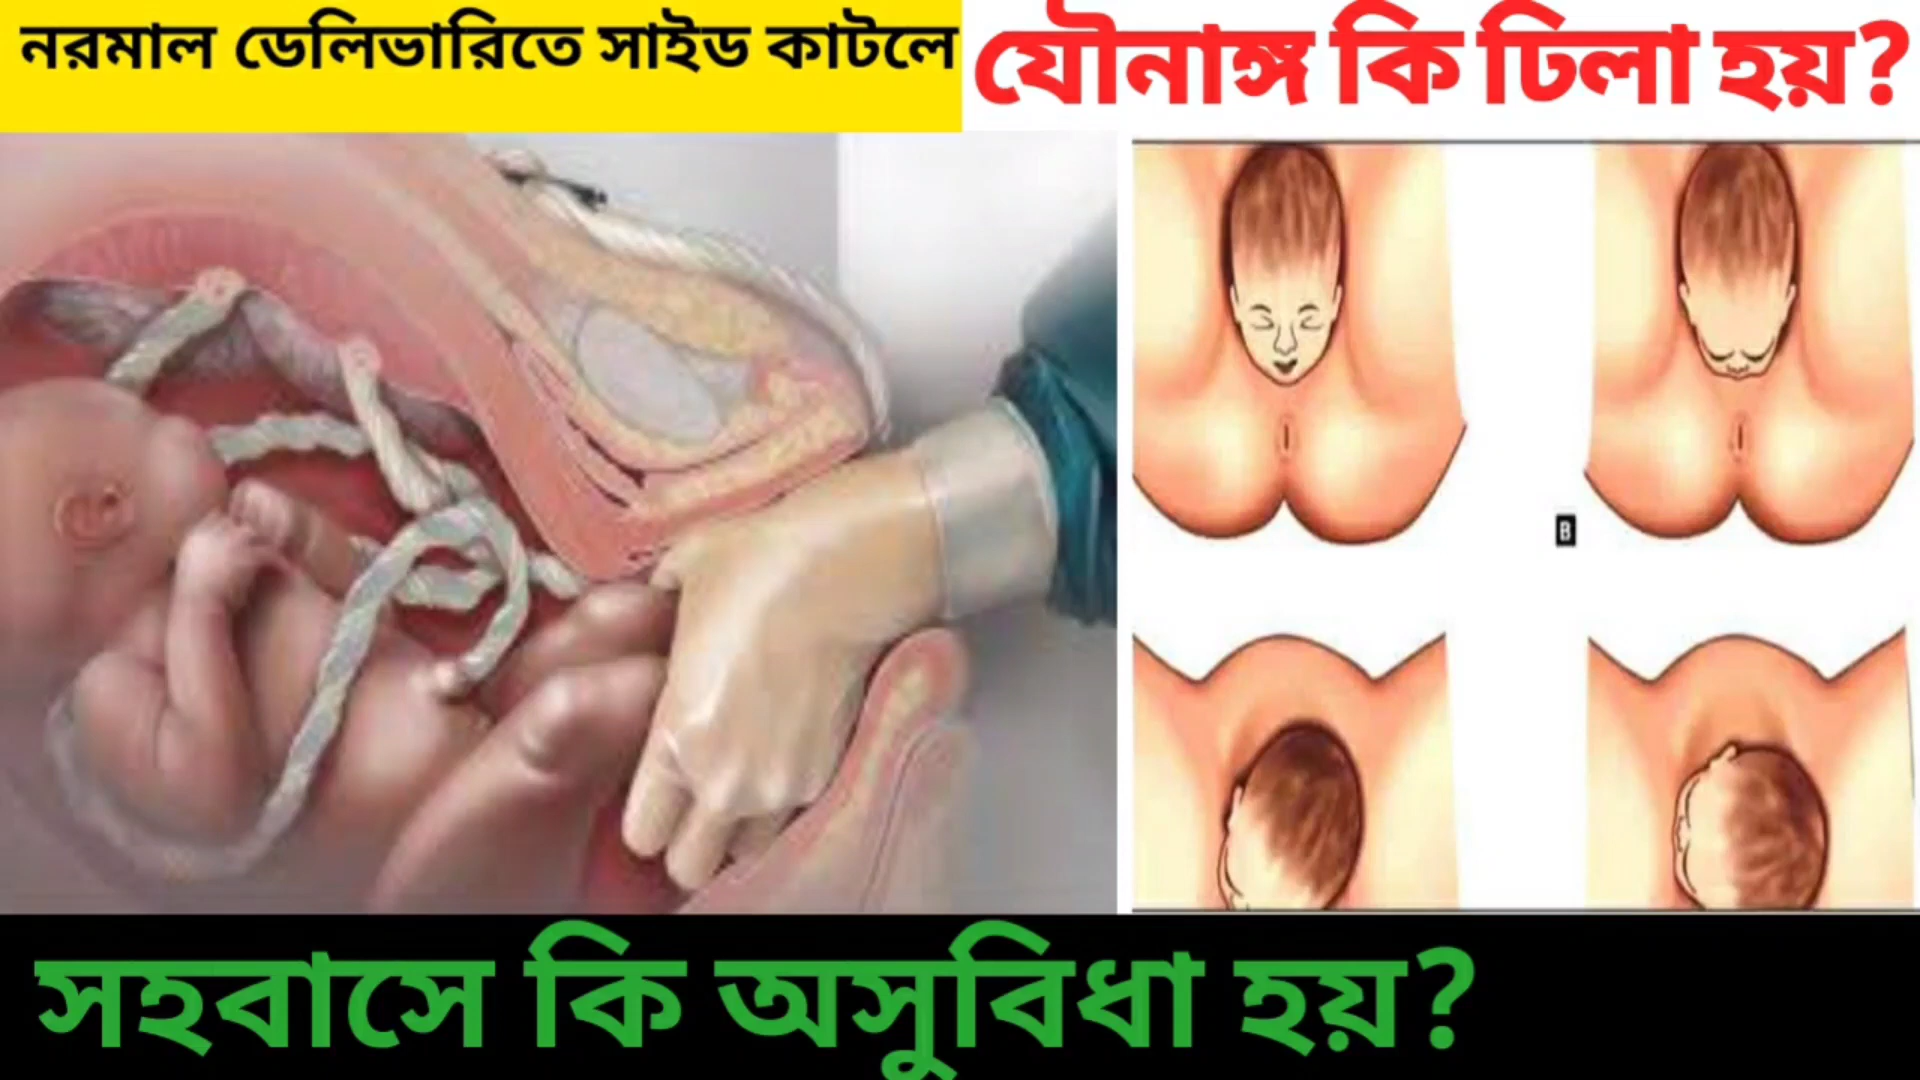 নরমাল ডেলিভারিতে সাইড কাটলে
যৌনাঙ্গ কি ঢিলা হয়?
B
সহবাসে কি অসুবিধা হয়?